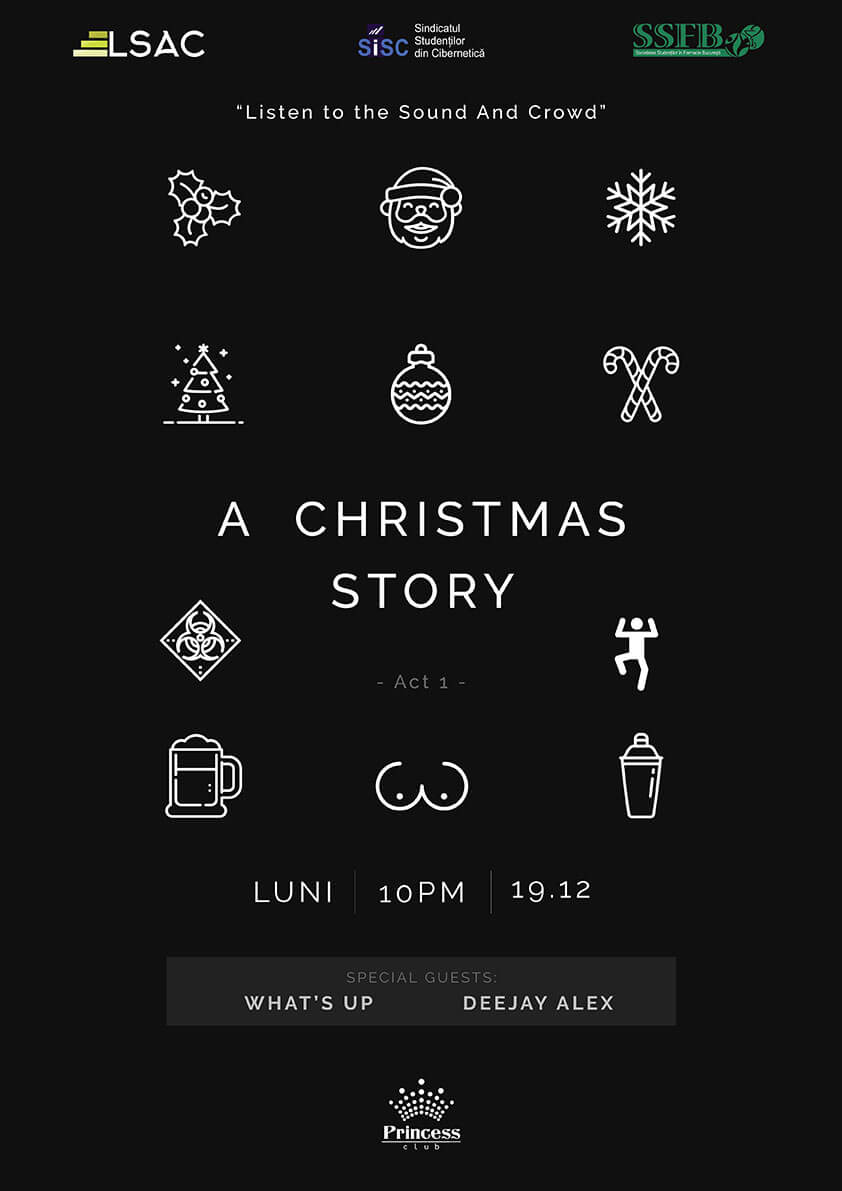 LSAC
SiSC
Sindicatul
Studenților
din Cibernetică
SSFB
Societatea Studenților în Farmacie București
“Listen to the Sound And Crowd”
A CHRISTMAS
STORY
- Act 1 -
LUNI 10PM 19.12
SPECIAL GUESTS:
WHAT’S UP DEEJAY ALEX
Princess
club